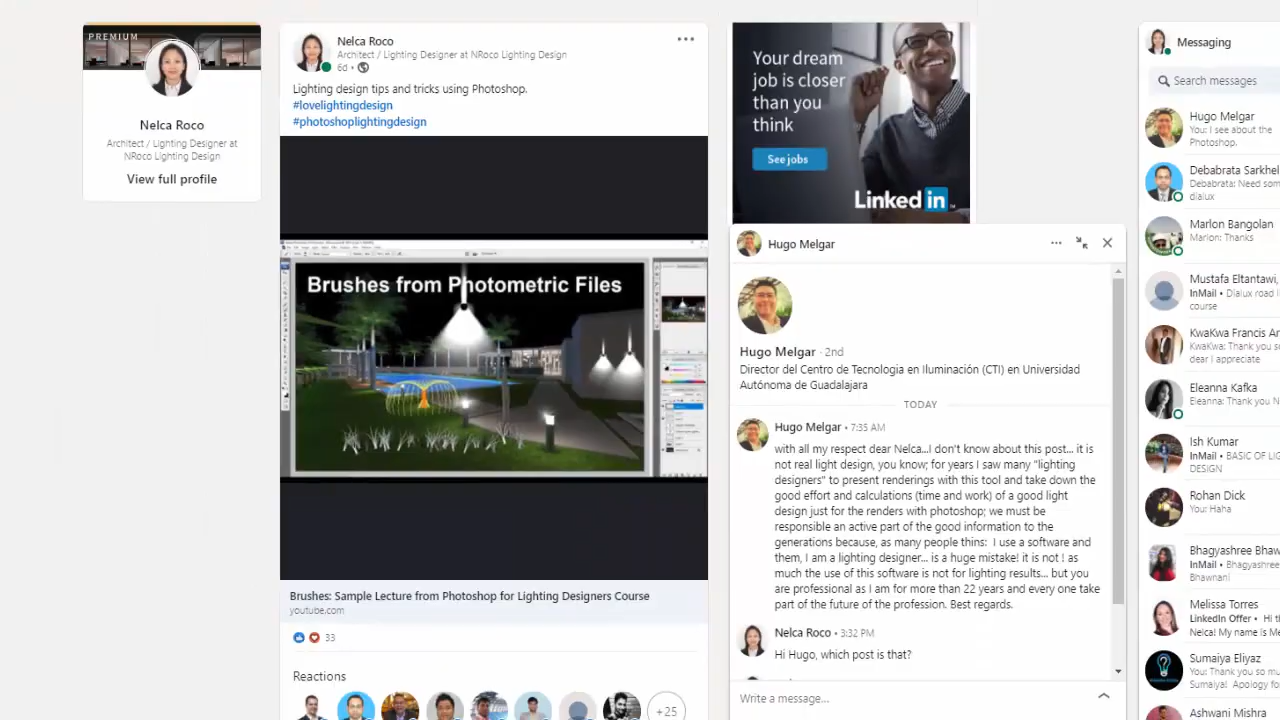 PREMIUM
Nelca Roco
Architect / Lighting Designer at
NRoco Lighting Design
View full profile
Nelca Roco
Architect / Lighting Designer at NRoco Lighting Design
6d •
Lighting design tips and tricks using Photoshop.
#lovelightingdesign
#photoshoplightingdesign
Brushes from Photometric Files
Brushes: Sample Lecture from Photoshop for Lighting Designers Course
youtube.com
33
Reactions
+25
Your dream
job is closer
than you
think
See jobs
Linked in
Hugo Melgar
Hugo Melgar · 2nd
Director del Centro de Tecnologia en Iluminación (CTI) en Universidad
Autónoma de Guadalajara
TODAY
Hugo Melgar • 7:35 AM
with all my respect dear Nelca...I don't know about this post... it is
not real light design, you know; for years I saw many "lighting
designers" to present renderings with this tool and take down the
good effort and calculations (time and work) of a good light
design just for the renders with photoshop; we must be
responsible an active part of the good information to the
generations because, as many people thins: I use a software and
them, I am a lighting designer... is a huge mistake! it is not ! as
much the use of this software is not for lighting results... but you
are professional as I am for more than 22 years and every one take
part of the future of the profession. Best regards.
Nelca Roco • 3:32 PM
Hi Hugo, which post is that?
Write a message...
Messaging
Search messages
Hugo Melgar
You: I see about the
Photoshop.
Debabrata Sarkhel
Debabrata: Need som
dialux
Marlon Bangolan
Marlon: Thanks
Mustafa Eltantawi,
InMail • Dialux road l
course
KwaKwa Francis Ar
KwaKwa: Thank you so
dear I appreciate
Eleanna Kafka
Eleanna: Thank you N
Ish Kumar
InMail • BASIC OF LIG
DESIGN
Rohan Dick
You: Haha
Bhagyashree Bhaw
InMail • Bhagyashree
Bhawnani
Melissa Torres
LinkedIn Offer • Hi th
Nelca! My name is Me
Sumaiya Eliyaz
You: Thank you so mu
Sumaiya! Apology fo
Ashwani Mishra